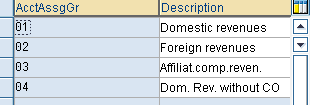 AcctAssgGr Description
01 Domestic revenues
02 Foreign revenues
03 Affiliat.comp.reven.
04 Dom. Rev. without CO